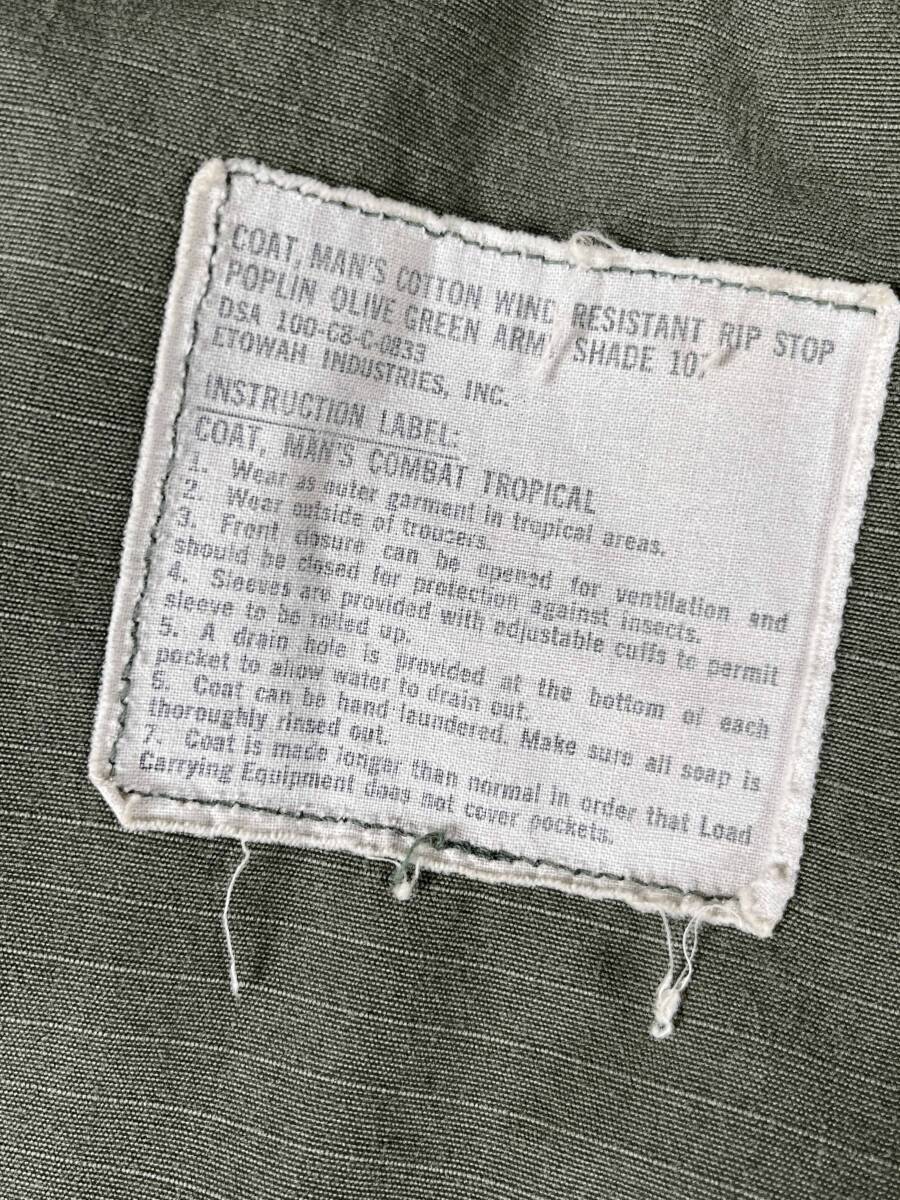 COAT, MAN'S COTTON WIND RESISTANT RIP STOP
POPLIN OLIVE GREEN ARMY SHADE 107
DSA 100-68-C-0833
ETOWAH INDUSTRIES, INC.
INSTRUCTION LABEL:
COAT, MAN'S COMBAT TROPICAL
1. Wear as outer garment in tropical areas.
2. Wear outside of trousers.
3. Front closure can be opened for ventilation and
should be closed for protection against insects.
4. Sleeves are provided with adjustable cuffs to permit
sleeve to be rolled up.
5. A drain hole is provided at the bottom of each
pocket to allow water to drain out.
6. Coat can be hand laundered. Make sure all soap is
thoroughly rinsed out.
7. Coat is made longer than normal in order that Load
Carrying Equipment does not cover pockets.